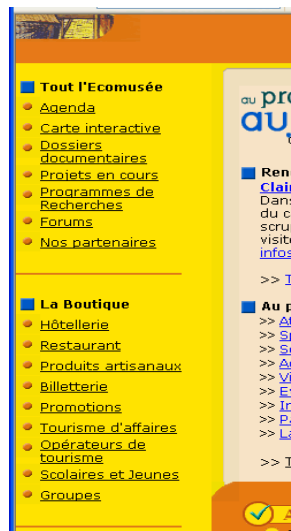 Tout l'Ecomusée
Agenda
Carte interactive
Dossiers
documentaires
Projets en cours
Programmes de
Recherches
Forums
Nos partenaires
La Boutique
Hôtellerie
Restaurant
Produits artisanaux
Billetterie
Promotions
Tourisme d'affaires
Opérateurs de
tourisme
Scolaires et Jeunes
Groupes
au
Dans
du c
infos
>>
Au p
>>
>>
>>
>>
>>
>>
>>
>>
>>
>>